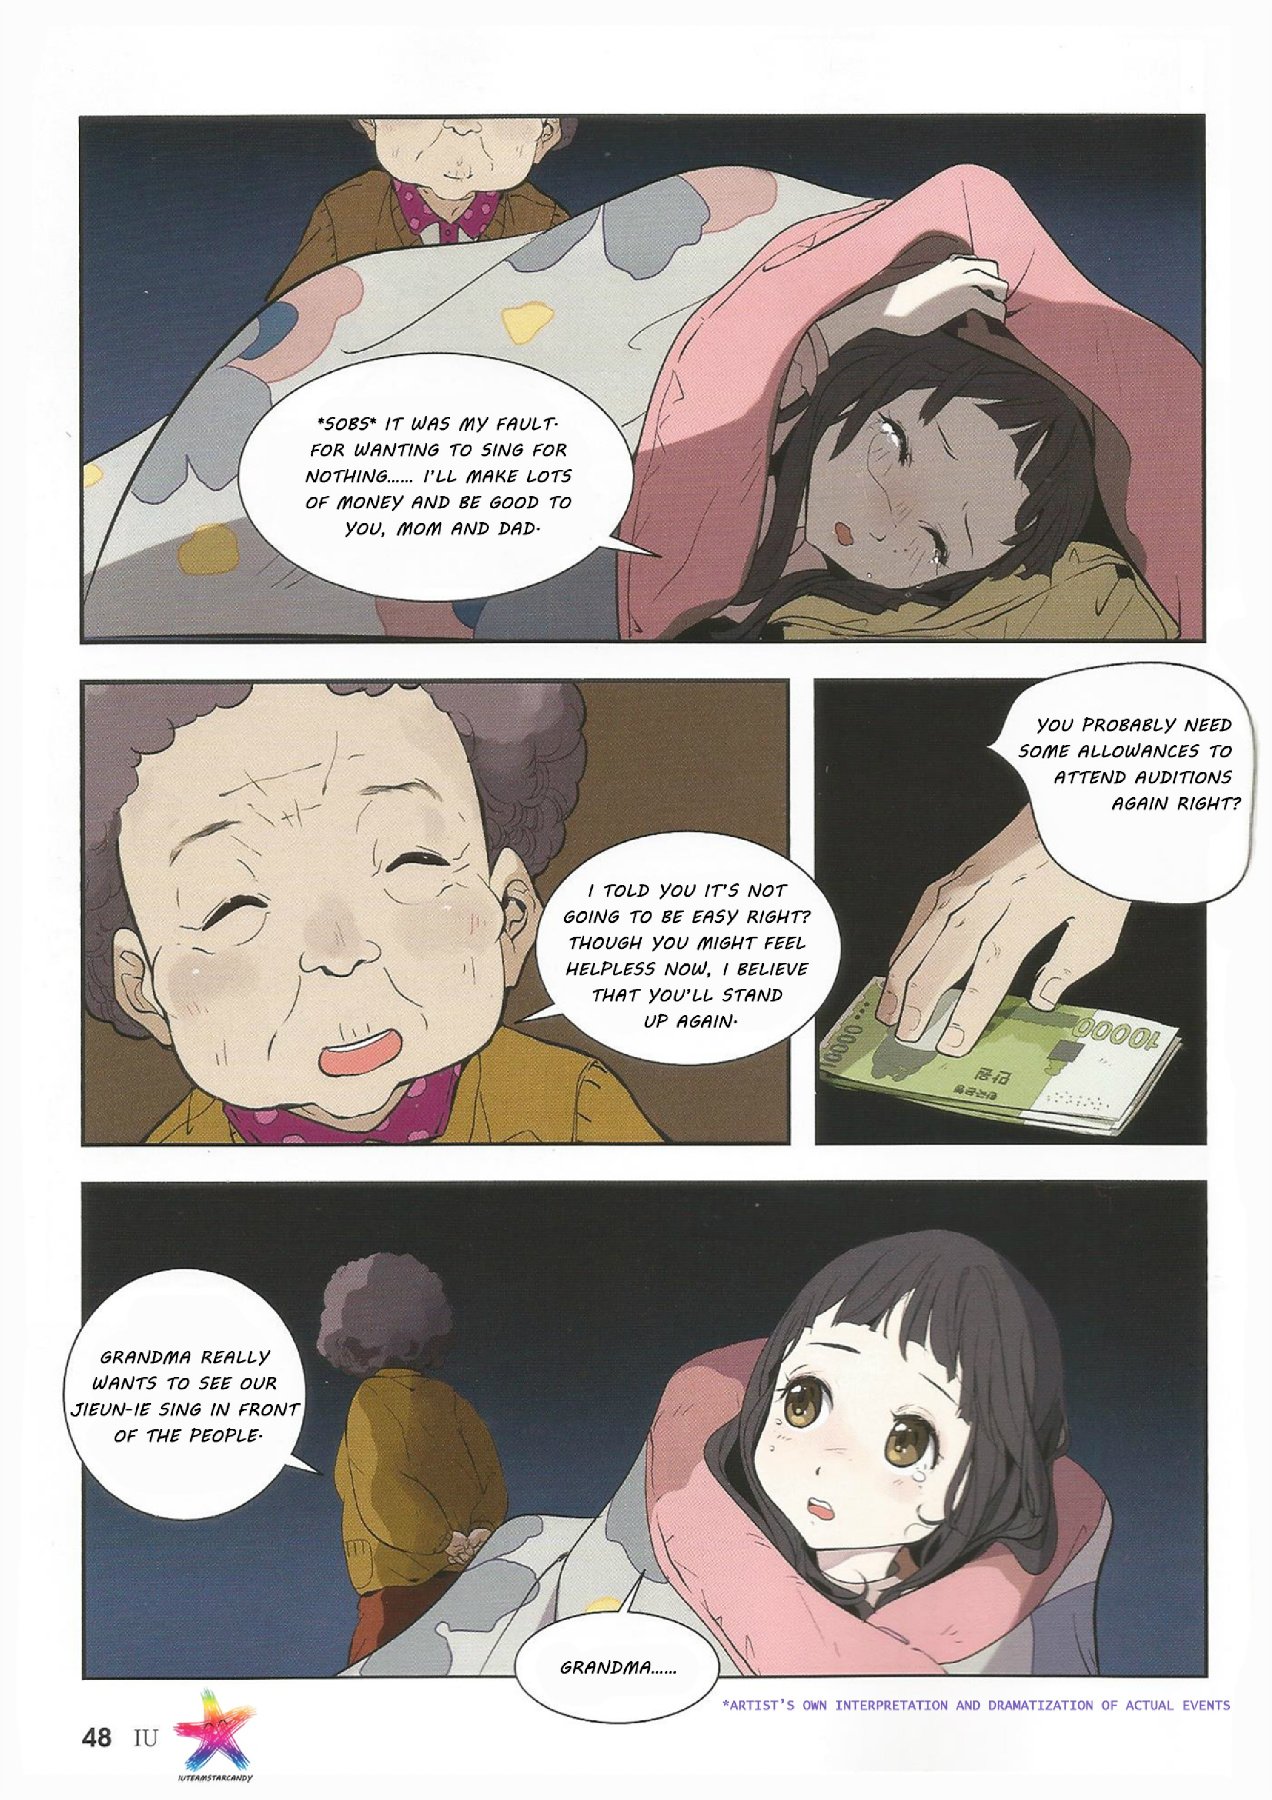 *SOBS* IT WAS MY FAULT.
FOR WANTING TO SING FOR
NOTHING...... I'LL MAKE LOTS
OF MONEY AND BE GOOD TO
YOU, MOM AND DAD.
I TOLD YOU IT'S NOT
GOING TO BE EASY RIGHT?
THOUGH YOU MIGHT FEEL
HELPLESS NOW, I BELIEVE
THAT YOU'LL STAND
UP AGAIN.
YOU PROBABLY NEED
SOME ALLOWANCES TO
ATTEND AUDITIONS
AGAIN RIGHT?
10000
10000
만원
GRANDMA REALLY
WANTS TO SEE OUR
JIEUN-IE SING IN FRONT
OF THE PEOPLE.
GRANDMA......
*ARTIST'S OWN INTERPRETATION AND DRAMATIZATION OF ACTUAL EVENTS
48 IU
IUTEAMSTARCANDY